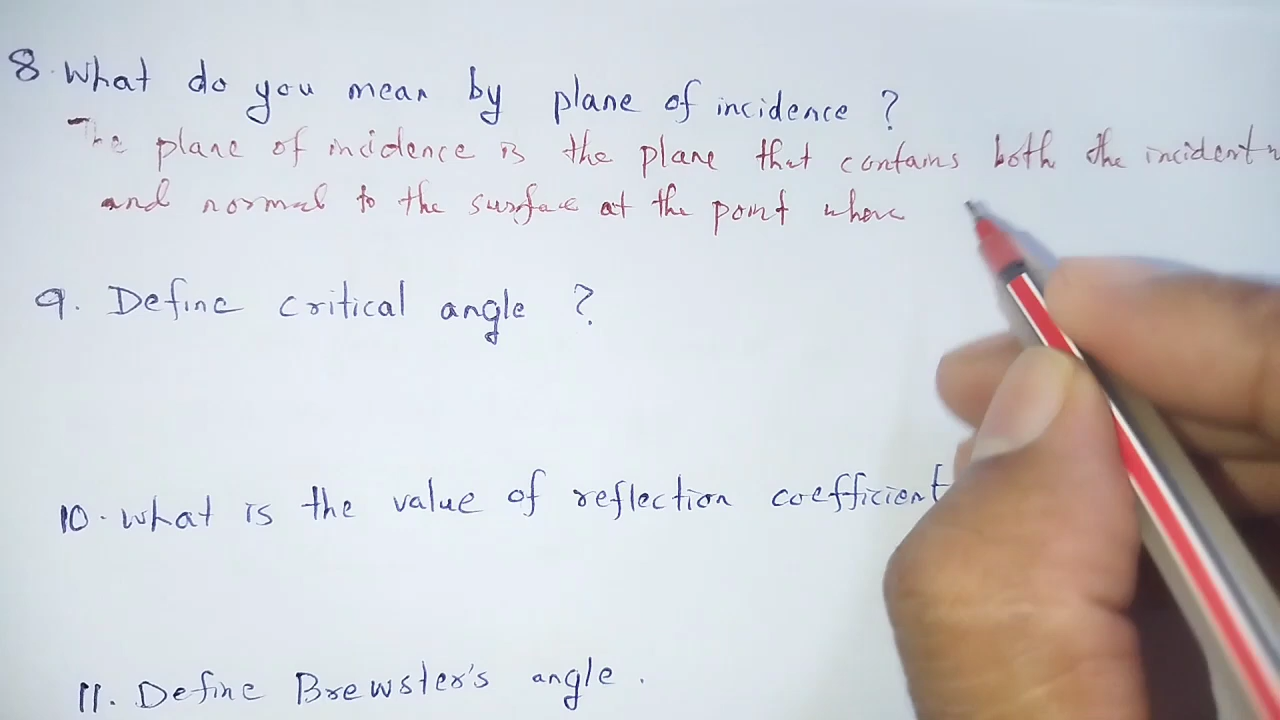 8. What do you mean by plane of incidence ?
The plane of incidence is the plane that contains both the incident
and normal to the surface at the point where
9. Define critical angle ?
10. What is the value of reflection coefficient
11. Define Brewster's angle .